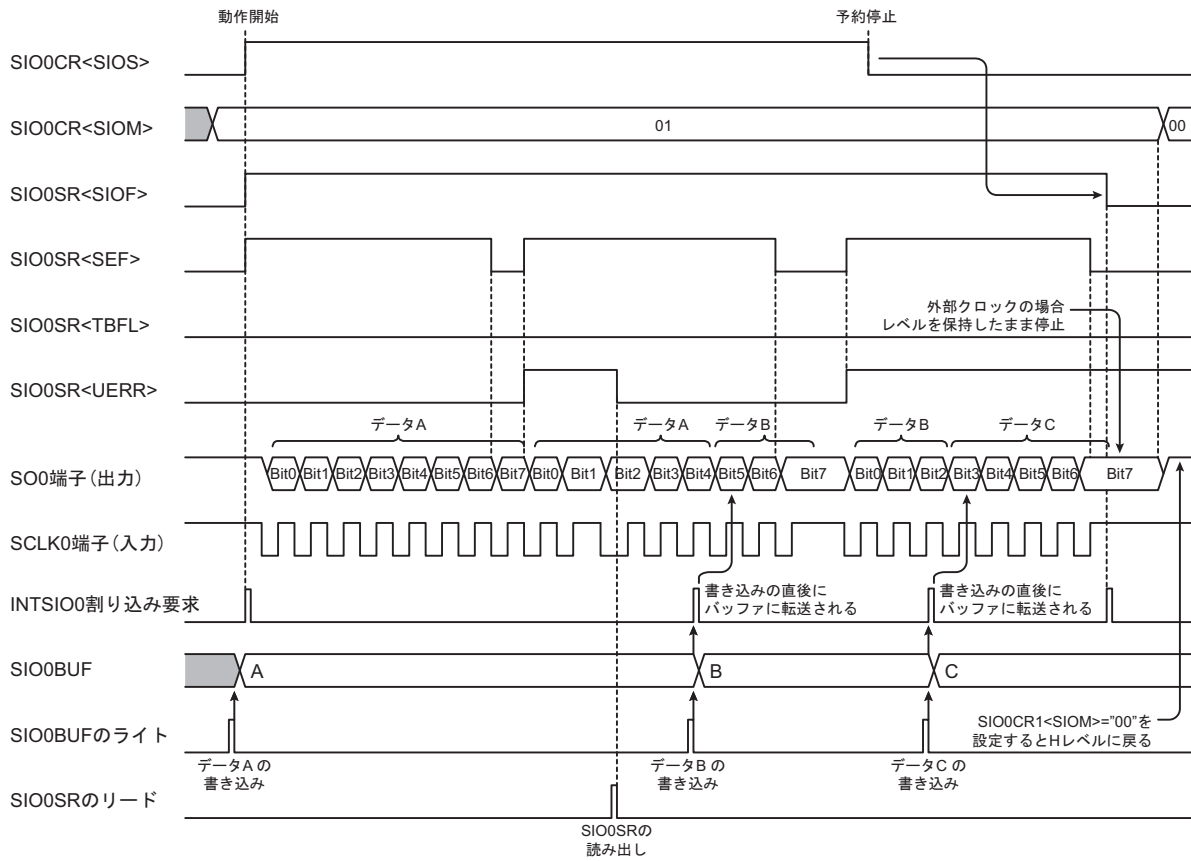 動作開始
予約停止
SIO0CR<SIOS>
SIO0CR<SIOM>
01
00
SIO0SR<SIOF>
SIO0SR<SEF>
SIO0SR<TBFL>
外部クロックの場合
レベルを保持したまま停止
SIO0SR<UERR>
データA
データA
データB
データB
データC
SO0端子(出力)
Bit0 Bit1 Bit2 Bit3 Bit4 Bit5 Bit6 Bit7 Bit0 Bit1 Bit2 Bit3 Bit4 Bit5 Bit6 Bit7 Bit0 Bit1 Bit2 Bit3 Bit4 Bit5 Bit6 Bit7
SCLK0端子(入力)
INTSIO0割り込み要求
書き込みの直後に
バッファに転送される
書き込みの直後に
バッファに転送される
SIO0BUF
A
B
C
SIO0BUFのライト
SIO0CR1<SIOM>="00"を
設定するとHレベルに戻る
データA の
書き込み
データB の
書き込み
データC の
書き込み
SIO0SRのリード
SIO0SRの
読み出し